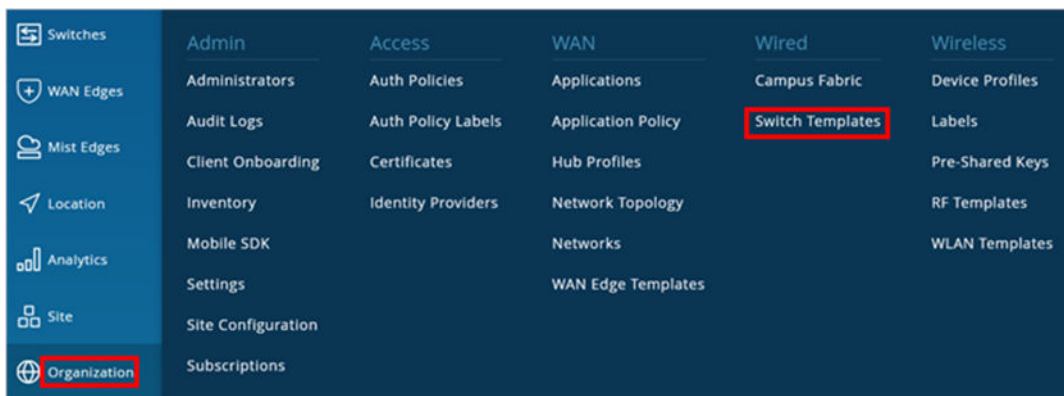 Switches
WAN Edges
Mist Edges
Location
Analytics
Site
Organization
Admin
Administrators
Audit Logs
Client Onboarding
Inventory
Mobile SDK
Settings
Site Configuration
Subscriptions
Access
Auth Policies
Auth Policy Labels
Certificates
Identity Providers
WAN
Applications
Application Policy
Hub Profiles
Network Topology
Networks
WAN Edge Templates
Wired
Campus Fabric
Switch Templates
Wireless
Device Profiles
Labels
Pre-Shared Keys
RF Templates
WLAN Templates